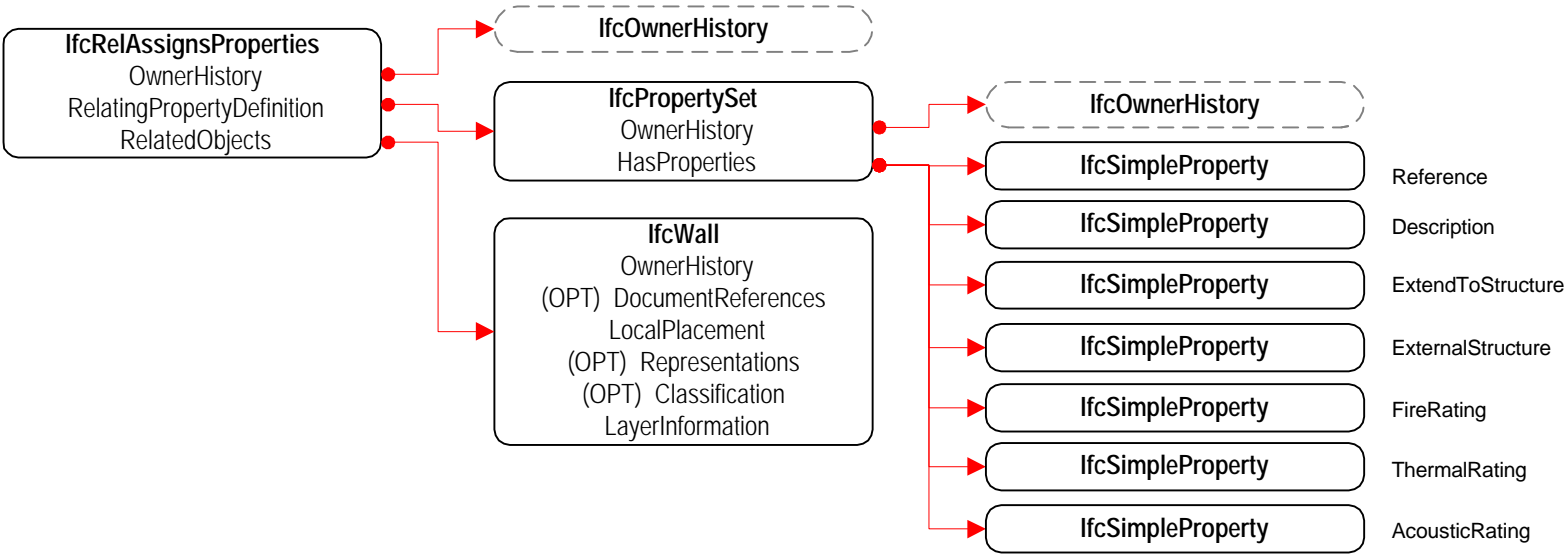 IfcRelAssignsProperties
OwnerHistory
RelatingPropertyDefinition
RelatedObjects
IfcOwnerHistory
IfcPropertySet
OwnerHistory
HasProperties
IfcWall
OwnerHistory
(OPT) DocumentReferences
LocalPlacement
(OPT) Representations
(OPT) Classification
LayerInformation
IfcOwnerHistory
IfcSimpleProperty
Reference
IfcSimpleProperty
Description
IfcSimpleProperty
ExtendToStructure
IfcSimpleProperty
ExternalStructure
IfcSimpleProperty
FireRating
IfcSimpleProperty
ThermalRating
IfcSimpleProperty
AcousticRating